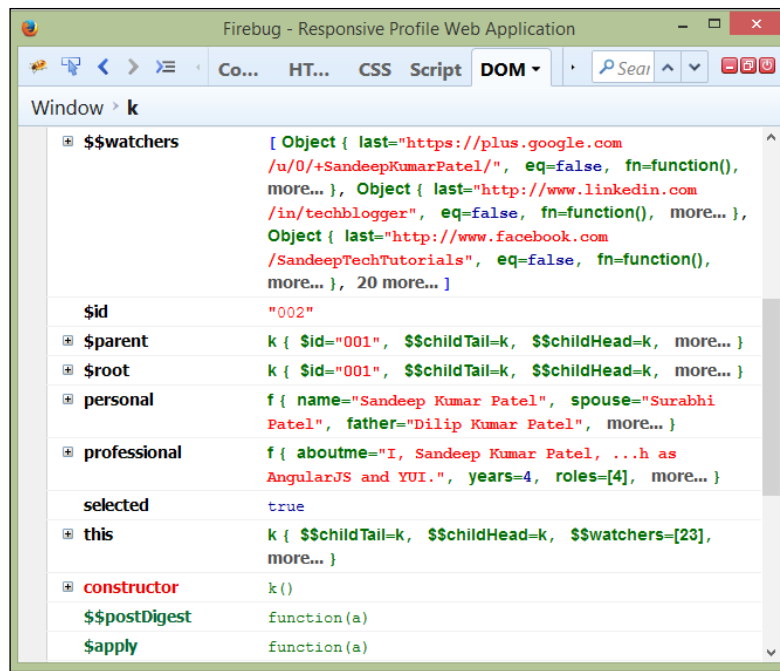 Firebug - Responsive Profile Web Application
Co... HT... CSS Script DOM Sear
Window > k
$$watchers [ Object { last="https://plus.google.com
/u/0/+SandeepKumarPatel/", eq=false, fn=function(),
more... }, Object { last="http://www.linkedin.com
/in/techblogger", eq=false, fn=function(), more... },
Object { last="http://www.facebook.com
/SandeepTechTutorials", eq=false, fn=function(),
more... }, 20 more... ]
$id "002"
$parent k { $id="001", $$childTail=k, $$childHead=k, more... }
$root k { $id="001", $$childTail=k, $$childHead=k, more... }
personal f { name="Sandeep Kumar Patel", spouse="Surabhi
Patel", father="Dilip Kumar Patel", more... }
professional f { aboutme="I, Sandeep Kumar Patel, ...h as
AngularJS and YUI.", years=4, roles=[4], more... }
selected true
this k { $$childTail=k, $$childHead=k, $$watchers=[23],
more... }
constructor k()
$$postDigest function(a)
$apply function(a)